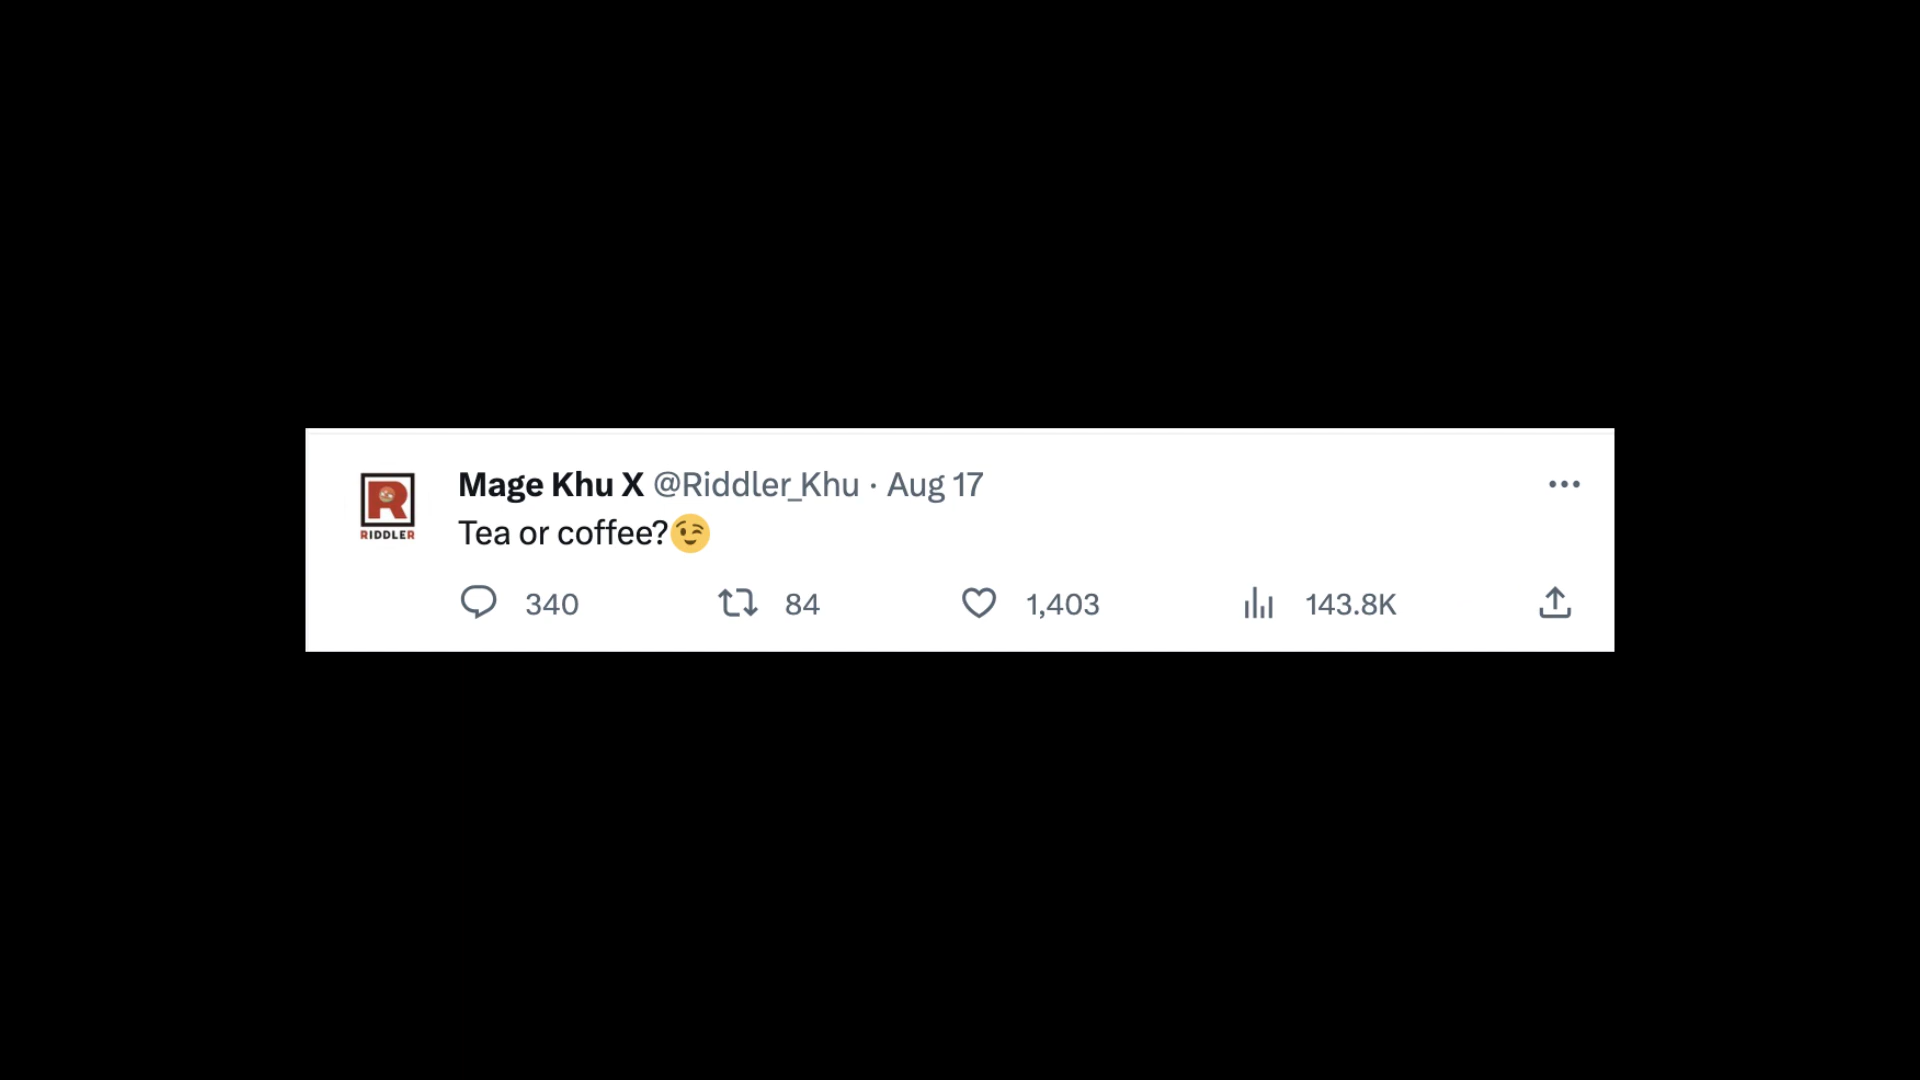 Mage Khu X @Riddler_Khu · Aug 17
RIDDLER
Tea or coffee?😉
340 84 1,403 143.8K